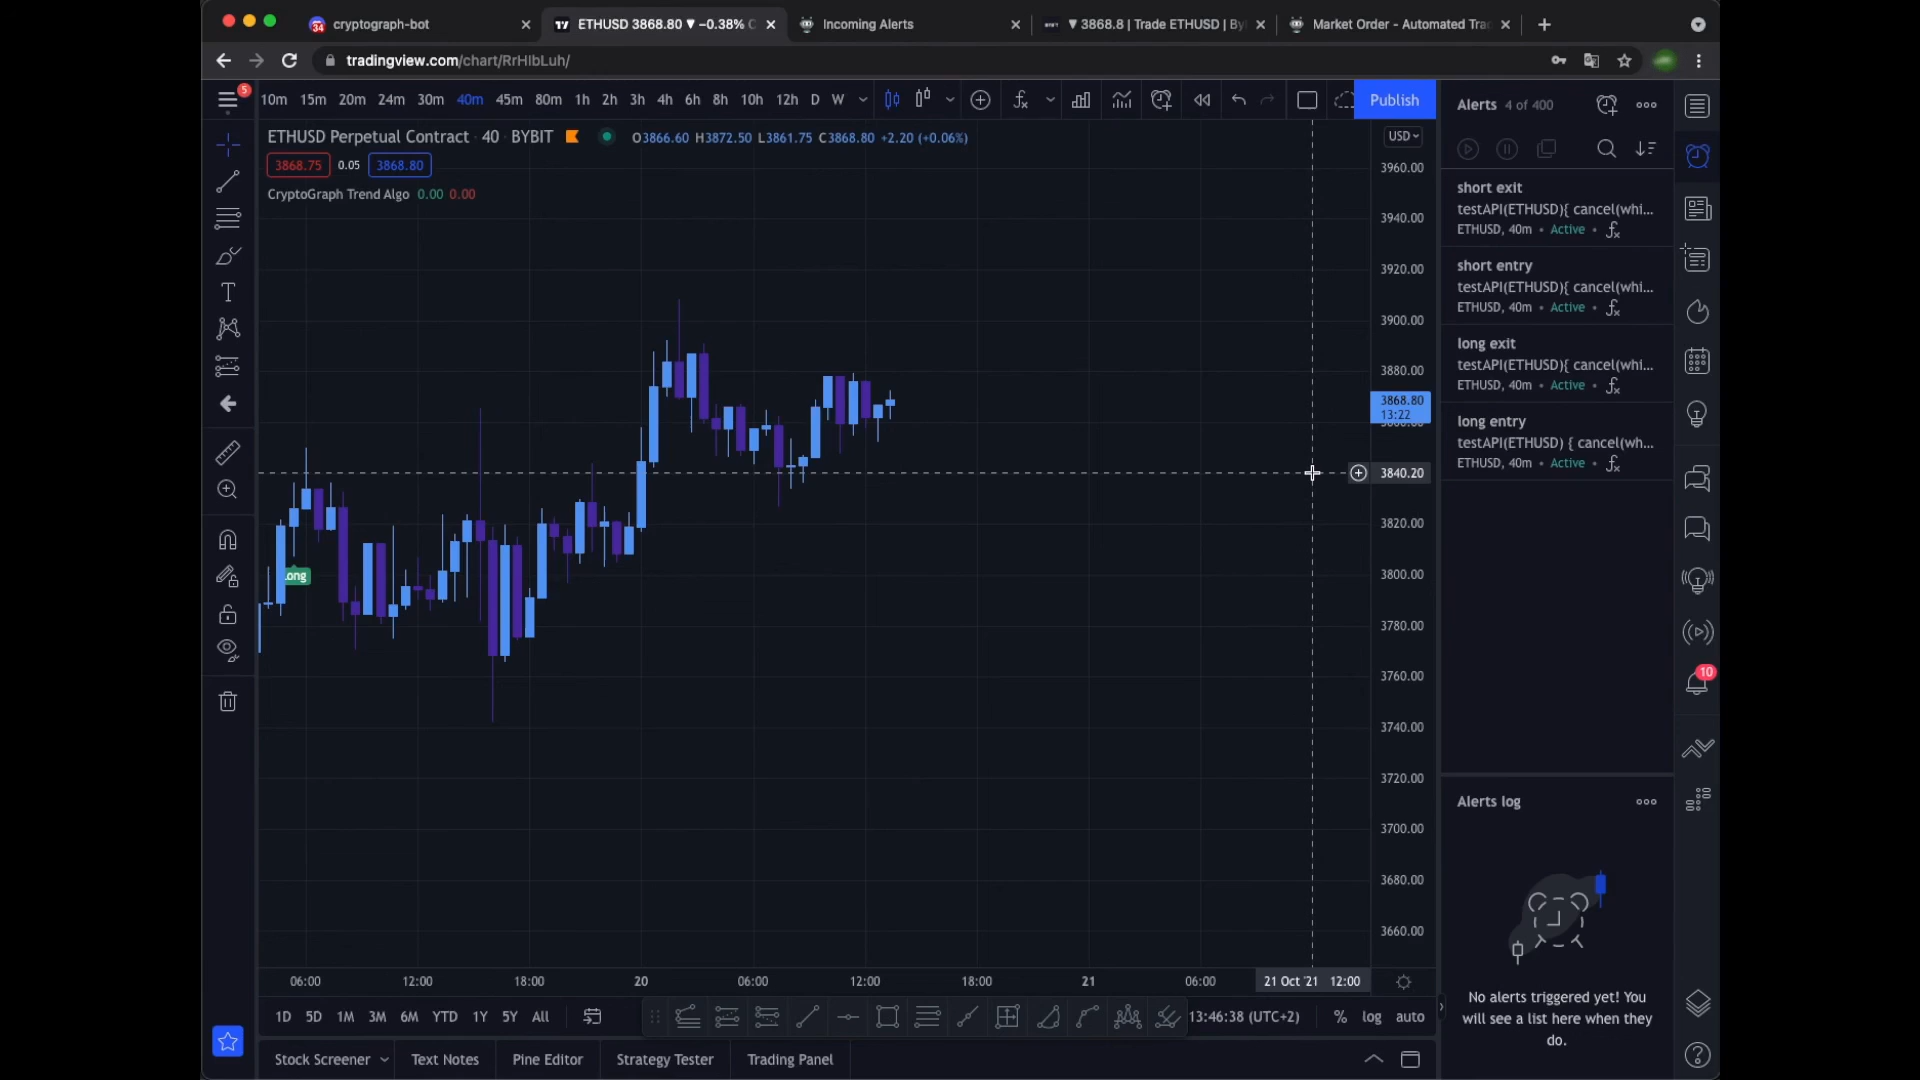 34
cryptograph-bot
ETHUSD 3868.80 ▼ −0.38%
Incoming Alerts
▼ 3868.8 | Trade ETHUSD | By
Market Order - Automated Tra
tradingview.com/chart/RrHIbLuh/
5
10m 15m 20m 24m 30m 40m 45m 80m 1h 2h 3h 4h 6h 8h 10h 12h D W
Publish
Alerts 4 of 400
ETHUSD Perpetual Contract · 40 · BYBIT
O3866.60 H3872.50 L3861.75 C3868.80 +2.20 (+0.06%)
USD
3868.75 0.05 3868.80
CryptoGraph Trend Algo 0.00 0.00
3960.00
3940.00
3920.00
3900.00
3880.00
3868.80
13:22
3840.20
3820.00
3800.00
3780.00
3760.00
3740.00
3720.00
3700.00
3680.00
3660.00
ong
short exit
testAPI(ETHUSD){ cancel(whi...
ETHUSD, 40m • Active •
short entry
testAPI(ETHUSD){ cancel(whi...
ETHUSD, 40m • Active •
long exit
testAPI(ETHUSD){ cancel(whi...
ETHUSD, 40m • Active •
long entry
testAPI(ETHUSD) { cancel(wh...
ETHUSD, 40m • Active •
10
Alerts log
No alerts triggered yet! You
will see a list here when they
do.
06:00 12:00 18:00 20 06:00 12:00 18:00 21 06:00 21 Oct '21 12:00
1D 5D 1M 3M 6M YTD 1Y 5Y All
13:46:38 (UTC+2) % log auto
Stock Screener Text Notes Pine Editor Strategy Tester Trading Panel